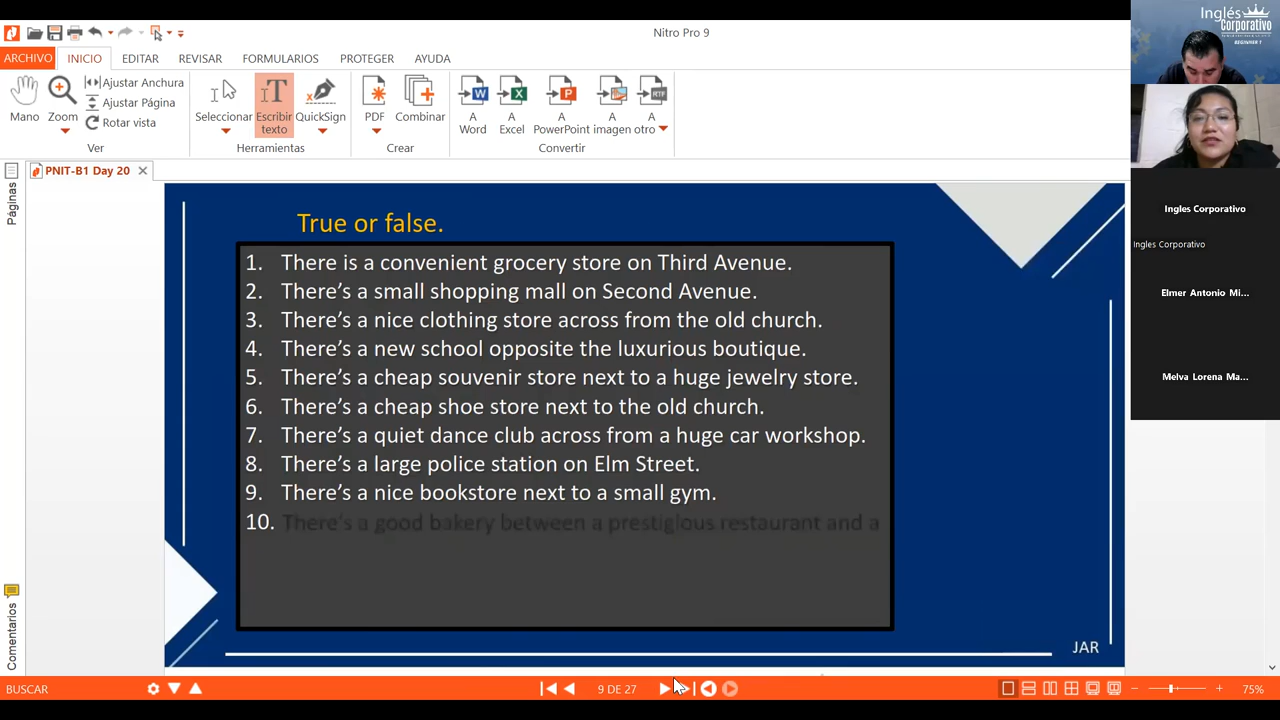 Nitro Pro 9
ARCHIVO INICIO EDITAR REVISAR FORMULARIOS PROTEGER AYUDA
Mano
Zoom
Ajustar Anchura
Ajustar Página
Rotar vista
Ver
Seleccionar
Escribir texto
QuickSign
Herramientas
PDF
Combinar
Crear
A Word
A Excel
A PowerPoint
A imagen
A otro
Convertir
PNIT-B1 Day 20
Páginas
Comentarios
True or false.
1. There is a convenient grocery store on Third Avenue.
2. There's a small shopping mall on Second Avenue.
3. There's a nice clothing store across from the old church.
4. There's a new school opposite the luxurious boutique.
5. There's a cheap souvenir store next to a huge jewelry store.
6. There's a cheap shoe store next to the old church.
7. There's a quiet dance club across from a huge car workshop.
8. There's a large police station on Elm Street.
9. There's a nice bookstore next to a small gym.
10. There's a good bakery between a prestigious restaurant and a
JAR
BUSCAR
9 DE 27
75%
Inglés
Corporativo
BEGINNER 1
Ingles Corporativo
Ingles Corporativo
Elmer Antonio Mi...
Melva Lorena Ma...